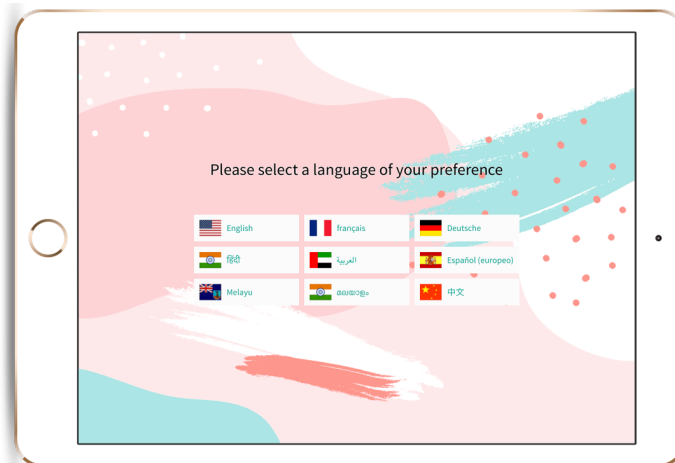 Please select a language of your preference
English
français
Deutsche
हिंदी
العربية
Español (europeo)
Melayu
മലയാളം
中文